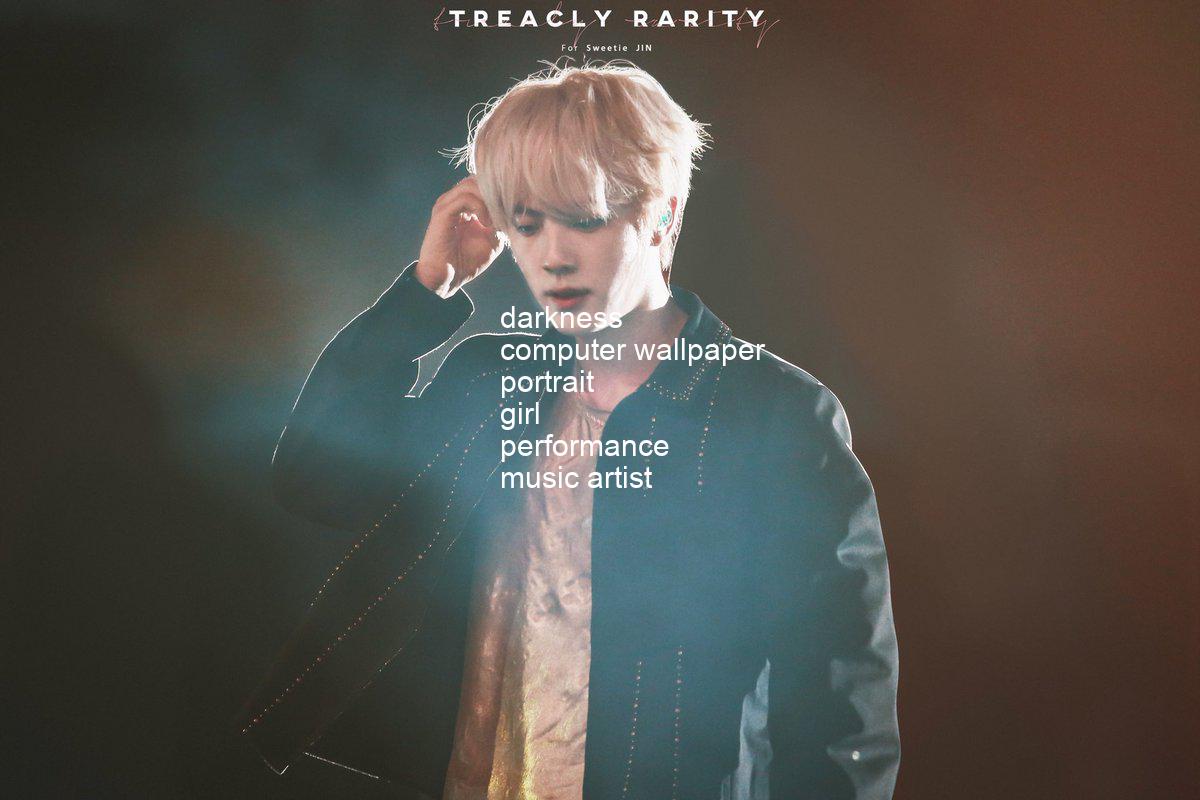 TREACLY RARITY
For Sweetie JIN
darkness
computer wallpaper
portrait
girl
performance
music artist